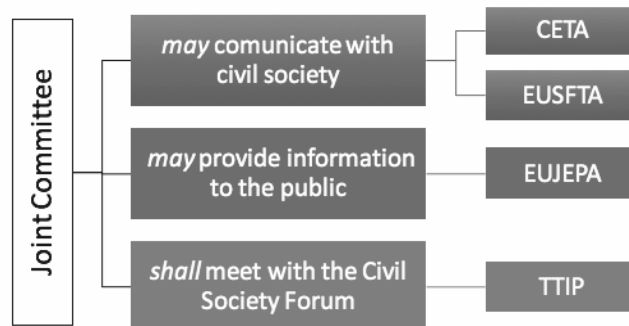 Joint Committee
may comunicate with
civil society
CETA
EUSFTA
may provide information
to the public
EUJEPA
shall meet with the Civil
Society Forum
TTIP